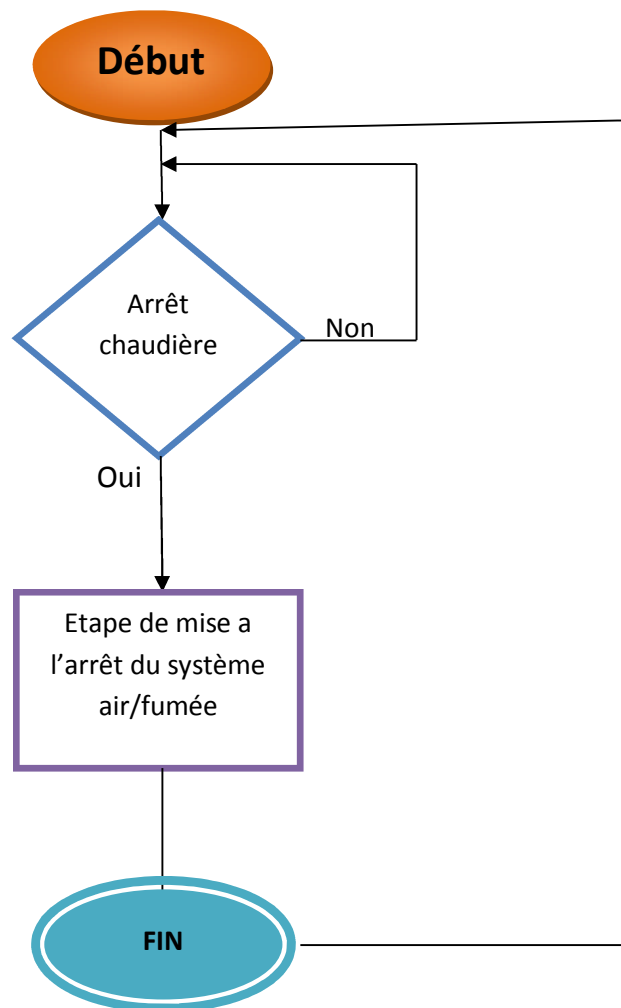 Début
Arrêt
chaudière
Non
Oui
Etape de mise a
l’arrêt du système
air/fumée
FIN